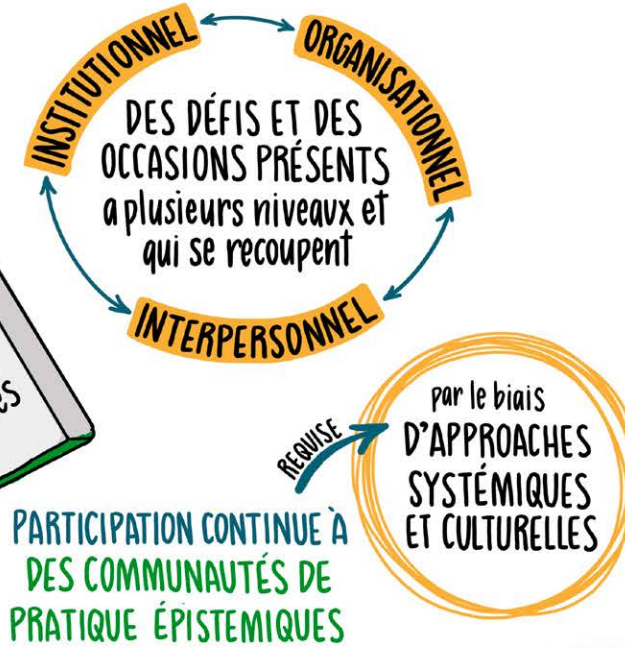 INSTITUTIONNEL
ORGANISATIONNEL
DES DÉFIS ET DES
OCCASIONS PRÉSENTS
a plusieurs niveaux et
qui se recoupent
INTERPERSONNEL
par le biais
D'APPROACHES
SYSTÉMIQUES
ET CULTURELLES
REQUISE
PARTICIPATION CONTINUE À
DES COMMUNAUTÉS DE
PRATIQUE ÉPISTEMIQUES